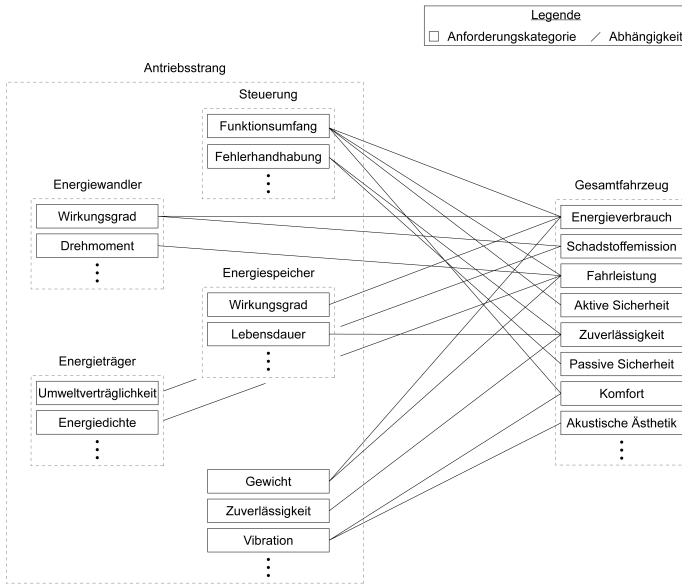 Legende
Anforderungskategorie Abhängigkeit
Antriebsstrang
Steuerung
Funktionsumfang
Fehlerhandhabung
Energiewandler
Wirkungsgrad
Drehmoment
Energiespeicher
Wirkungsgrad
Lebensdauer
Energieträger
Umweltverträglichkeit
Energiedichte
Gewicht
Zuverlässigkeit
Vibration
Gesamtfahrzeug
Energieverbrauch
Schadstoffemission
Fahrleistung
Aktive Sicherheit
Zuverlässigkeit
Passive Sicherheit
Komfort
Akustische Ästhetik